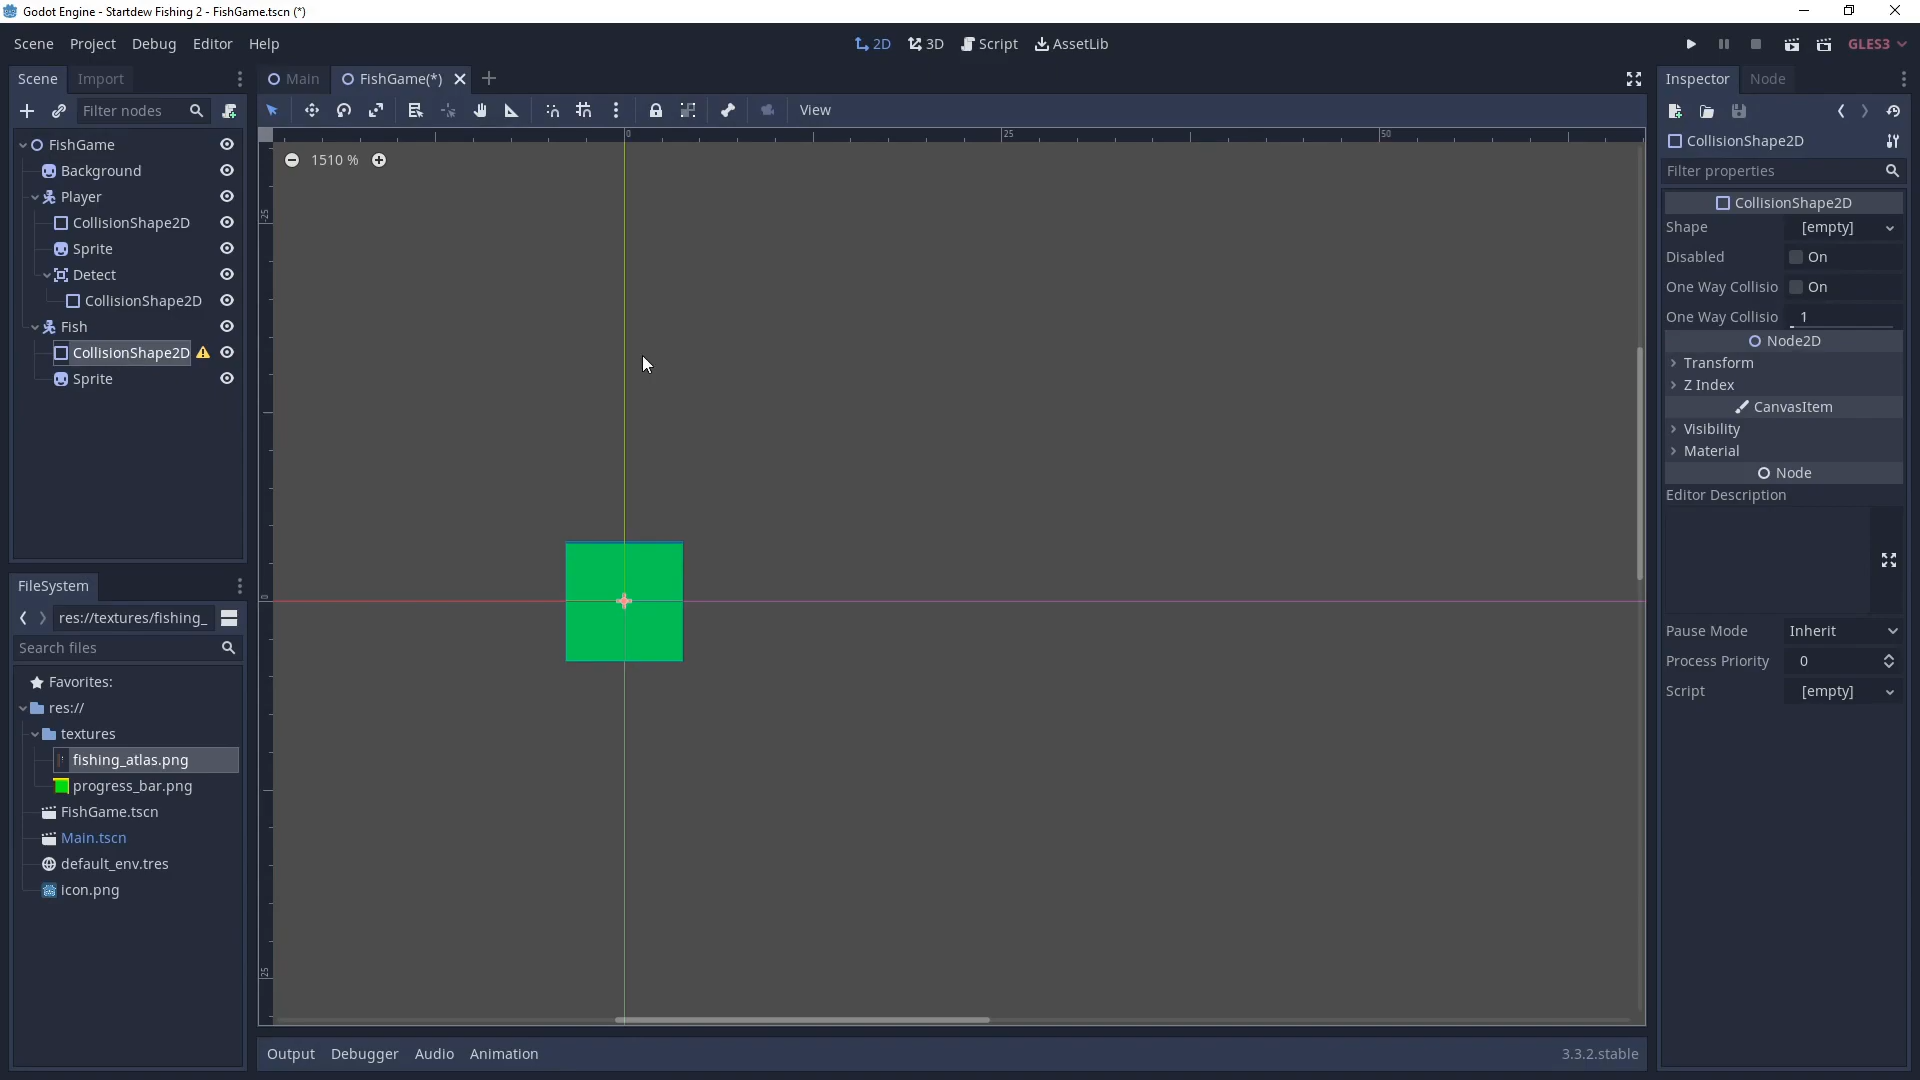 Godot Engine - Startdew Fishing 2 - FishGame.tscn (*)
Scene Project Debug Editor Help
2D 3D Script AssetLib
GLES3
Scene Import
Main FishGame(*)
Inspector Node
Filter nodes
View
CollisionShape2D
Filter properties
FishGame
Background
Player
CollisionShape2D
Sprite
Detect
CollisionShape2D
Fish
CollisionShape2D
Sprite
0 25 50
1510 %
25
0
25
CollisionShape2D
Shape [empty]
Disabled On
One Way Collisio On
One Way Collisio 1
Node2D
Transform
Z Index
CanvasItem
Visibility
Material
Node
Editor Description
Pause Mode Inherit
Process Priority 0
Script [empty]
FileSystem
res://textures/fishing_
Search files
Favorites:
res://
textures
fishing_atlas.png
progress_bar.png
FishGame.tscn
Main.tscn
default_env.tres
icon.png
Output Debugger Audio Animation
3.3.2.stable